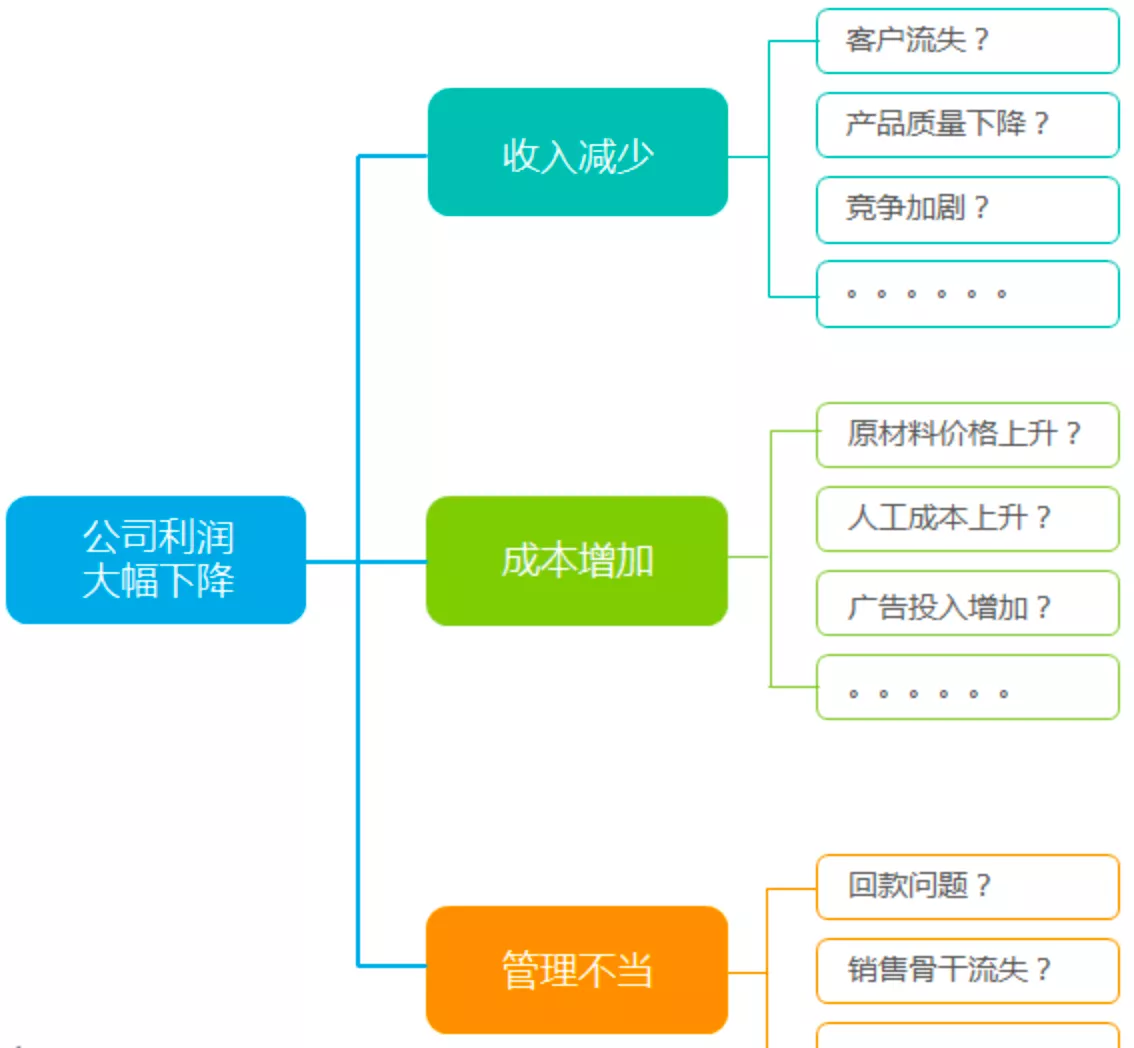 公司利润
大幅下降
收入减少
客户流失？
产品质量下降？
竞争加剧？
。。。。。。
成本增加
原材料价格上升？
人工成本上升？
广告投入增加？
。。。。。。
管理不当
回款问题？
销售骨干流失？